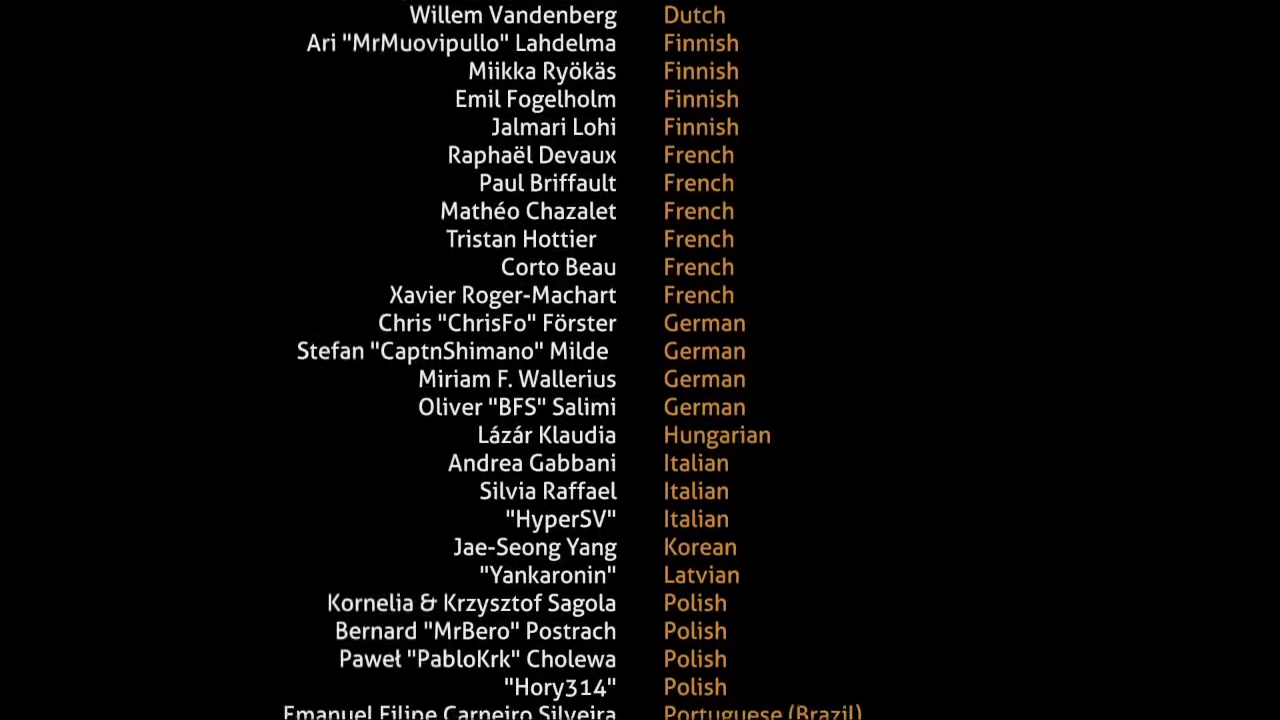 Willem Vandenberg Dutch
Ari "MrMuovipullo" Lahdelma Finnish
Miikka Ryökäs Finnish
Emil Fogelholm Finnish
Jalmari Lohi Finnish
Raphaël Devaux French
Paul Briffault French
Mathéo Chazalet French
Tristan Hottier French
Corto Beau French
Xavier Roger-Machart French
Chris "ChrisFo" Förster German
Stefan "CaptnShimano" Milde German
Miriam F. Wallerius German
Oliver "BFS" Salimi German
Lázár Klaudia Hungarian
Andrea Gabbani Italian
Silvia Raffael Italian
"HyperSV" Italian
Jae-Seong Yang Korean
"Yankaronin" Latvian
Kornelia & Krzysztof Sagola Polish
Bernard "MrBero" Postrach Polish
Paweł "PabloKrk" Cholewa Polish
"Hory314" Polish
Emanuel Filipe Carneiro Silveira Portuguese (Brazil)